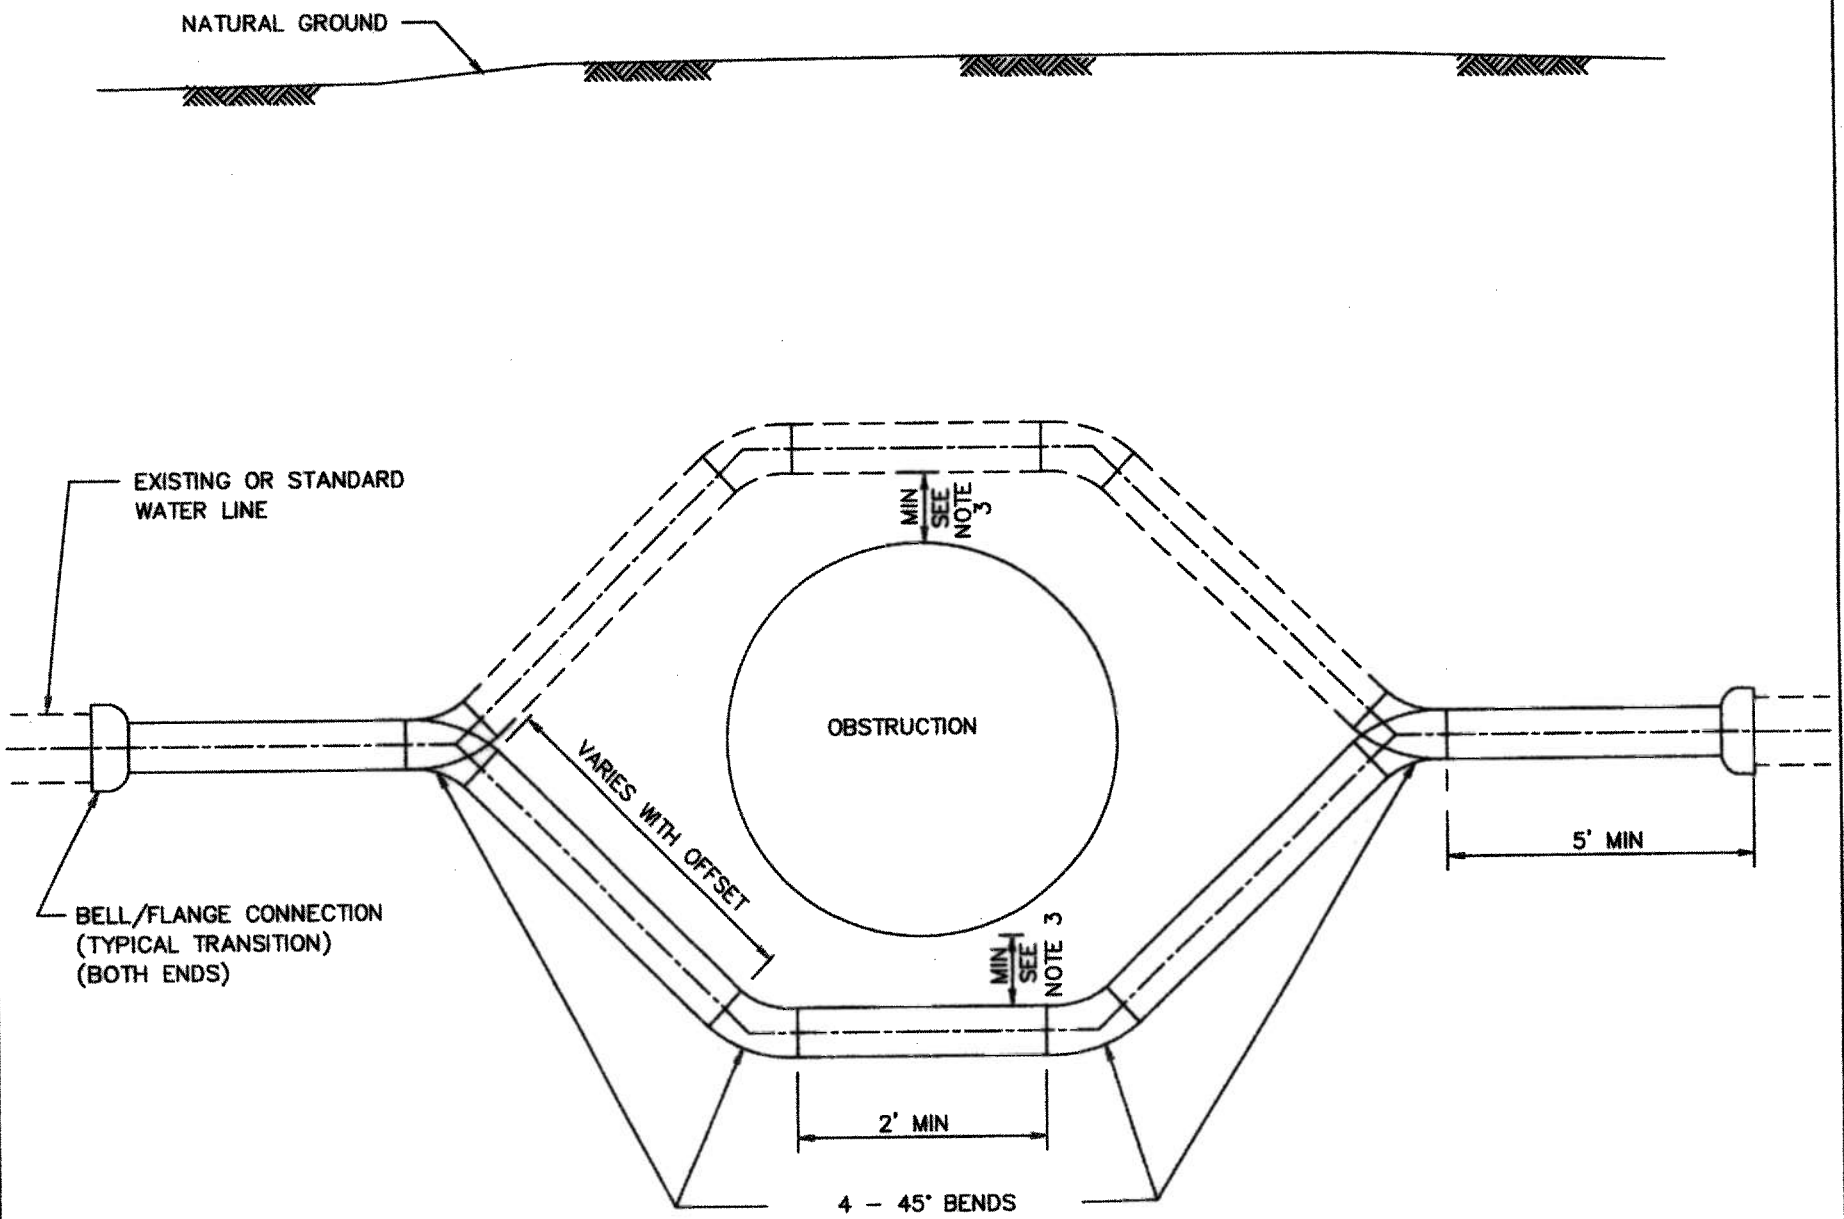 NATURAL GROUND
EXISTING OR STANDARD
WATER LINE
MIN
SEE
NOTE
3
OBSTRUCTION
VARIES WITH OFFSET
5' MIN
BELL/FLANGE CONNECTION
(TYPICAL TRANSITION)
(BOTH ENDS)
MIN
SEE
NOTE 3
2' MIN
4 - 45° BENDS